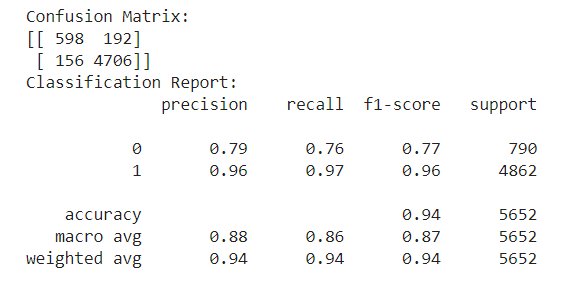 Confusion Matrix:
[[ 598  192]
 [ 156 4706]]
Classification Report:
              precision    recall  f1-score   support

           0       0.79      0.76      0.77       790
           1       0.96      0.97      0.96      4862

    accuracy                           0.94      5652
   macro avg       0.88      0.86      0.87      5652
weighted avg       0.94      0.94      0.94      5652